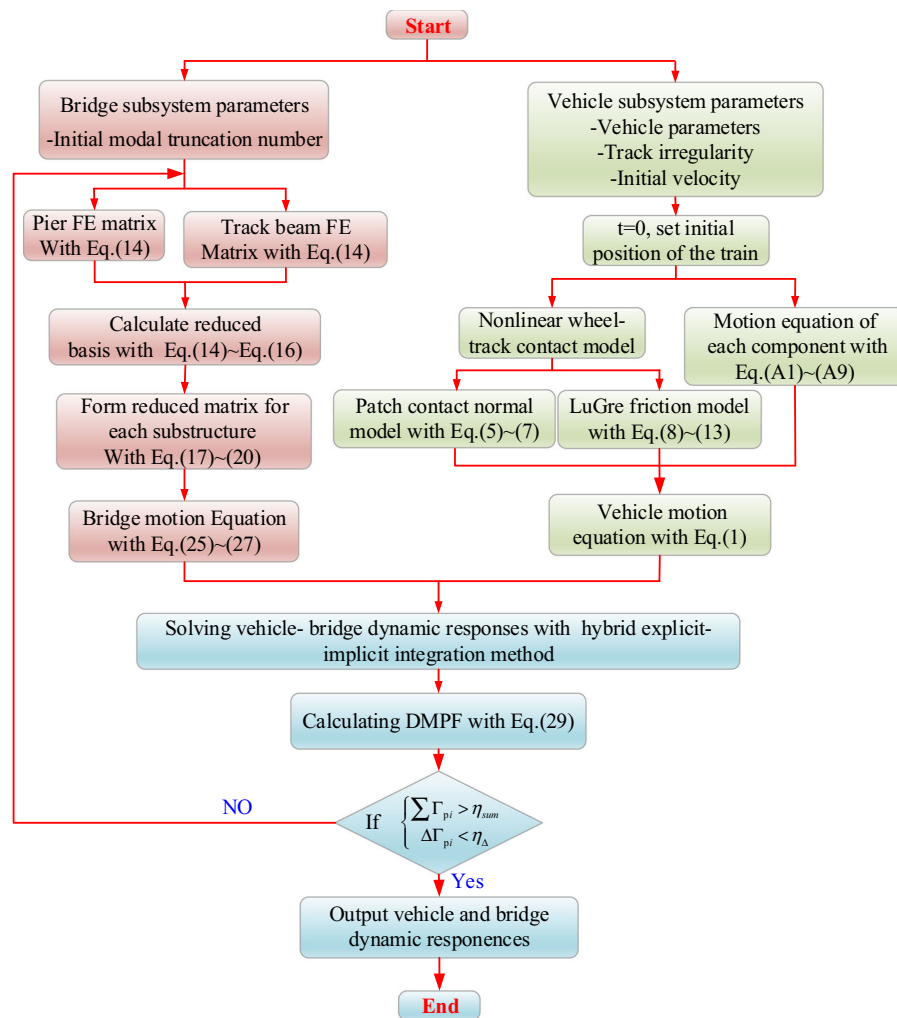 Start
Bridge subsystem parameters
-Initial modal truncation number
Vehicle subsystem parameters
-Vehicle parameters
-Track irregularity
-Initial velocity
Pier FE matrix
With Eq.(14)
Track beam FE
Matrix with Eq.(14)
t=0, set initial
position of the train
Calculate reduced
basis with Eq.(14)~Eq.(16)
Nonlinear wheel-
track contact model
Motion equation of
each component with
Eq.(A1)~(A9)
Form reduced matrix for
each substructure
With Eq.(17)~(20)
Patch contact normal
model with Eq.(5)~(7)
LuGre friction model
with Eq.(8)~(13)
Bridge motion Equation
with Eq.(25)~(27)
Vehicle motion
equation with Eq.(1)
Solving vehicle- bridge dynamic responses with hybrid explicit-
implicit integration method
Calculating DMPF with Eq.(29)
NO
If { ∑Γpi > ηsum
ΔΓpi < ηΔ
Yes
Output vehicle and bridge
dynamic responences
End